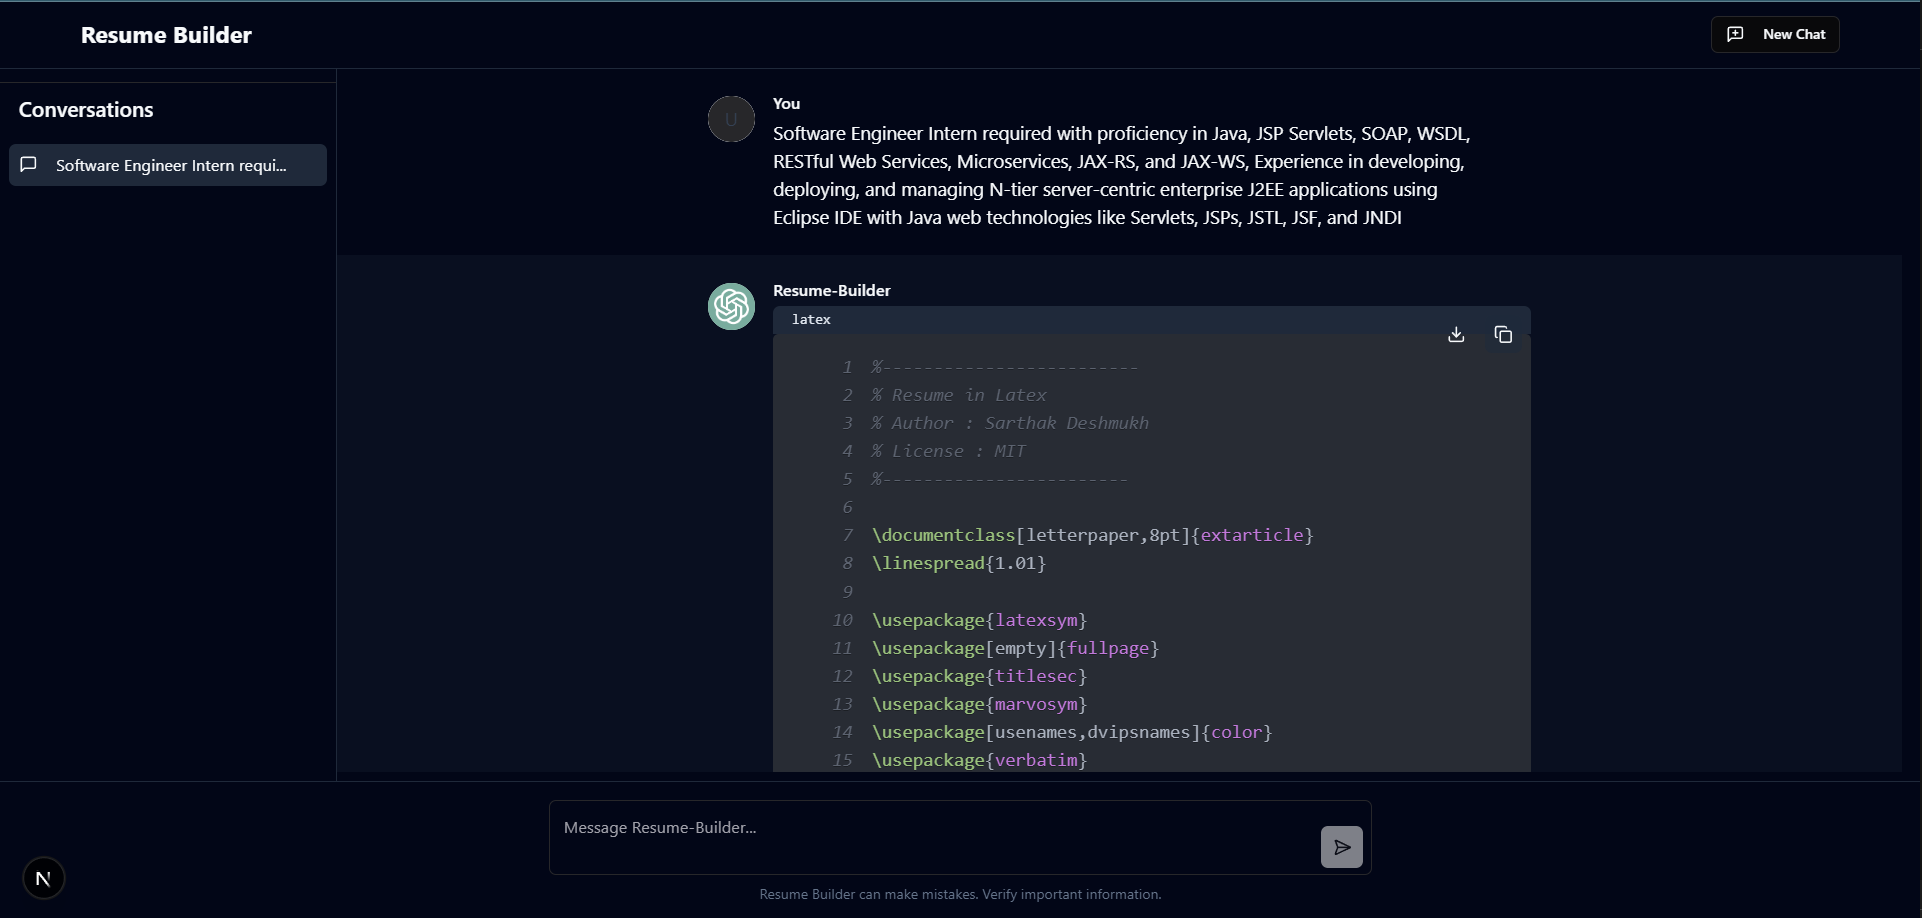 Resume Builder
New Chat
Conversations
Software Engineer Intern requi...
You
U
Software Engineer Intern required with proficiency in Java, JSP Servlets, SOAP, WSDL,
RESTful Web Services, Microservices, JAX-RS, and JAX-WS, Experience in developing,
deploying, and managing N-tier server-centric enterprise J2EE applications using
Eclipse IDE with Java web technologies like Servlets, JSPs, JSTL, JSF, and JNDI
Resume-Builder
latex
1 %-------------------------
2 % Resume in Latex
3 % Author : Sarthak Deshmukh
4 % License : MIT
5 %------------------------
6
7 \documentclass[letterpaper,8pt]{extarticle}
8 \linespread{1.01}
9
10 \usepackage{latexsym}
11 \usepackage[empty]{fullpage}
12 \usepackage{titlesec}
13 \usepackage{marvosym}
14 \usepackage[usenames,dvipsnames]{color}
15 \usepackage{verbatim}
Message Resume-Builder...
N
Resume Builder can make mistakes. Verify important information.